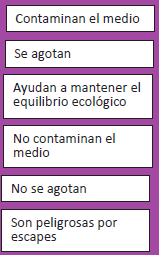 Contaminan el medio
Se agotan
Ayudan a mantener el
equilibrio ecológico
No contaminan el
medio
No se agotan
Son peligrosas por
escapes